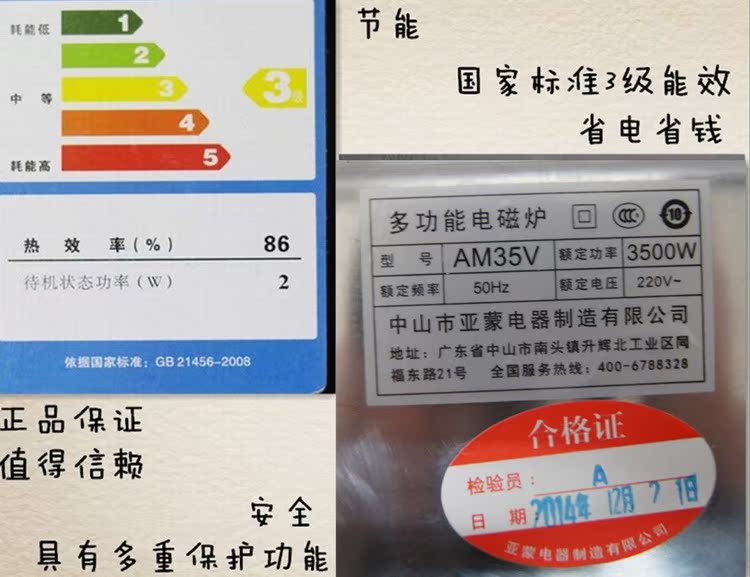 耗能低
1
2
中等
3
3级
4
耗能高
5
热效率(%) 86
待机状态功率(W) 2
依据国家标准: GB 21456-2008
节能
国家标准3级能效
省电省钱
多功能电磁炉
CCC
10
型号 AM35V 额定功率 3500W
额定频率 50Hz 额定电压 220V~
中山市亚蒙电器制造有限公司
地址: 广东省中山市南头镇升辉北工业区同
福东路21号 全国服务热线: 400-6788328
合格证
检验员: A
日期 2014年 12月 21日
亚蒙电器制造有限公司
正品保证
值得信赖
安全
具有多重保护功能